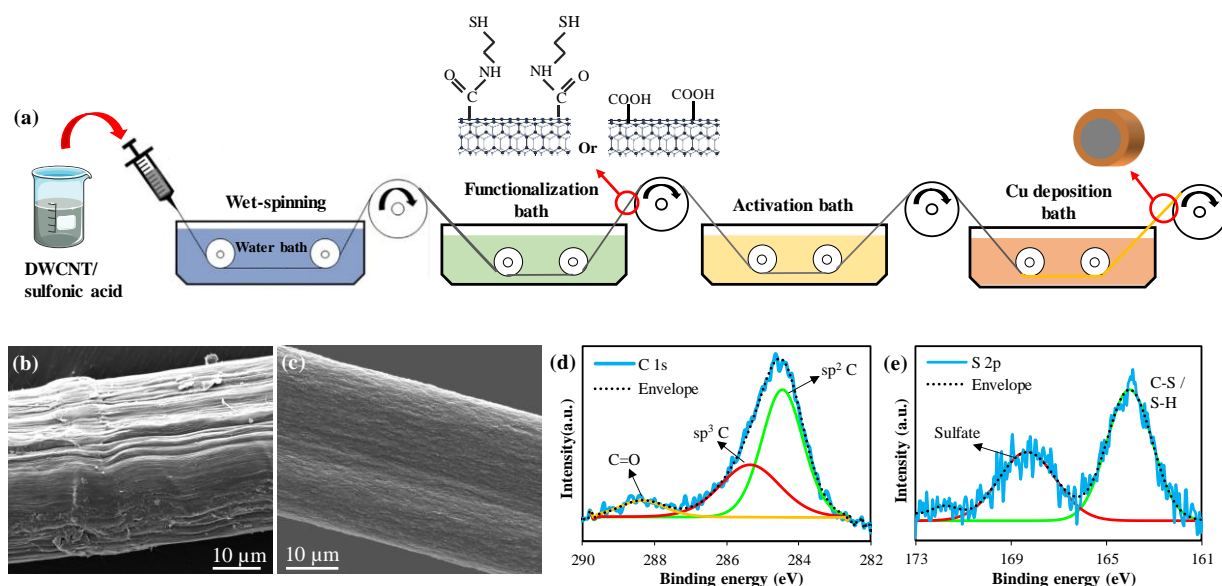 (a)
SH
SH
O
NH
NH
O
C
C
COOH
COOH
Or
Wet-spinning
Functionalization
bath
Activation bath
Cu deposition
bath
Water bath
DWCNT/
sulfonic acid
(b)
10 µm
(c)
10 µm
(d)
C 1s
Envelope
sp² C
sp³ C
C=O
Intensity(a.u.)
290
288
286
284
282
Binding energy (eV)
(e)
S 2p
Envelope
C-S /
S-H
Sulfate
Intensity (a.u.)
173
169
165
161
Binding energy (eV)